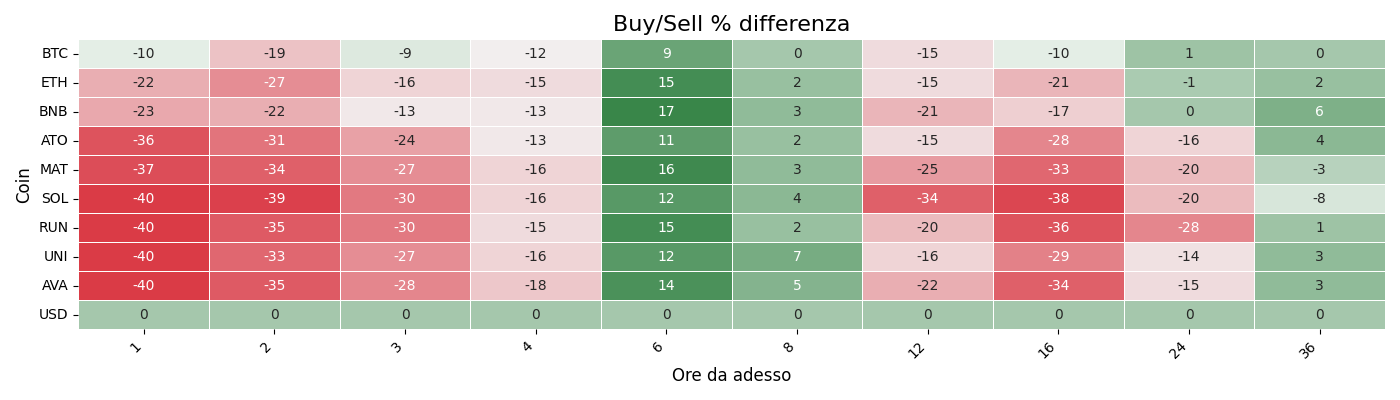 Buy/Sell % differenza
Coin
BTC -10 -19 -9 -12 9 0 -15 -10 1 0
ETH -22 -27 -16 -15 15 2 -15 -21 -1 2
BNB -23 -22 -13 -13 17 3 -21 -17 0 6
ATO -36 -31 -24 -13 11 2 -15 -28 -16 4
MAT -37 -34 -27 -16 16 3 -25 -33 -20 -3
SOL -40 -39 -30 -16 12 4 -34 -38 -20 -8
RUN -40 -35 -30 -15 15 2 -20 -36 -28 1
UNI -40 -33 -27 -16 12 7 -16 -29 -14 3
AVA -40 -35 -28 -18 14 5 -22 -34 -15 3
USD 0 0 0 0 0 0 0 0 0 0
1 2 3 4 6 8 12 16 24 36
Ore da adesso